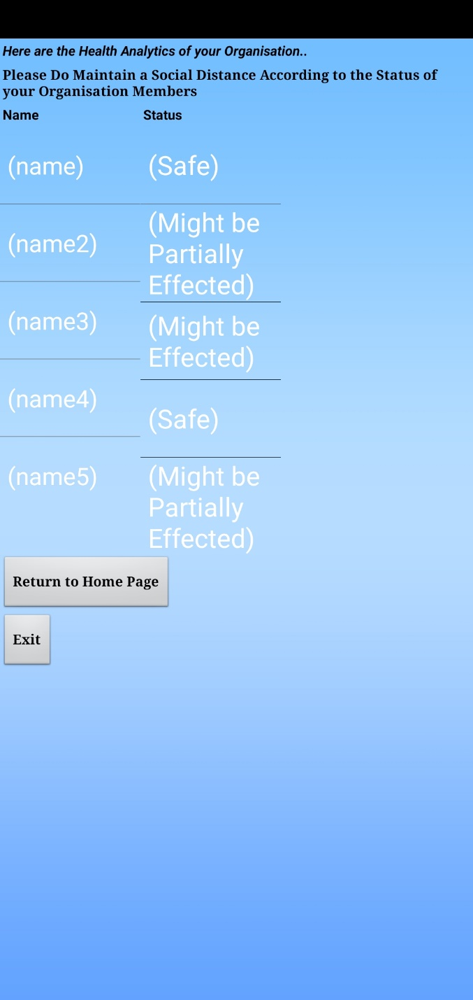 Here are the Health Analytics of your Organisation..
Please Do Maintain a Social Distance According to the Status of
your Organisation Members
Name Status
(name) (Safe)
(name2) (Might be
Partially
Effected)
(name3) (Might be
Effected)
(name4) (Safe)
(name5) (Might be
Partially
Effected)
Return to Home Page
Exit